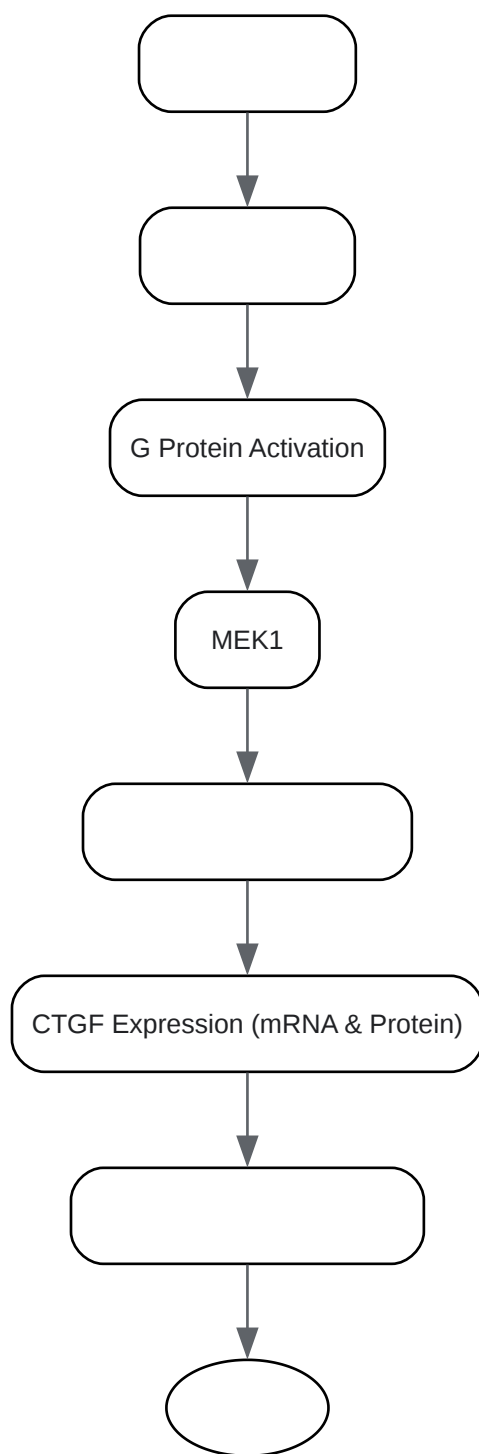 G Protein Activation
MEK1
CTGF Expression (mRNA & Protein)